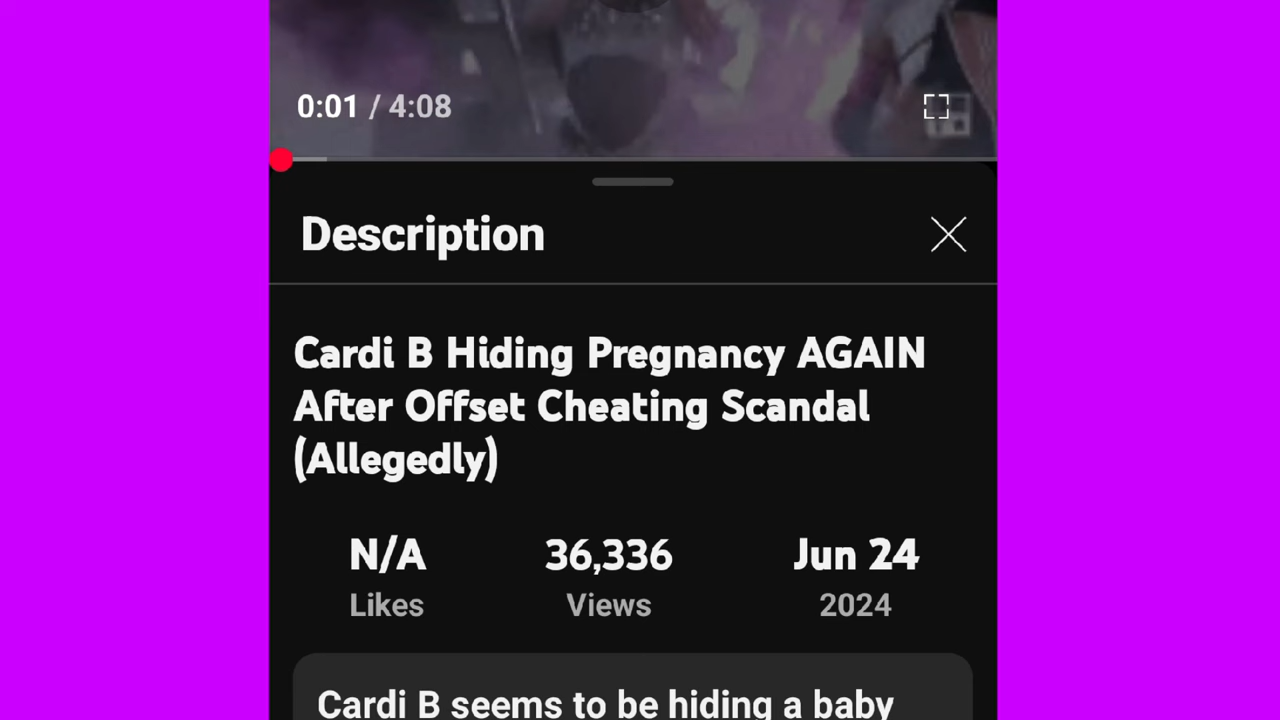 0:01 / 4:08
Description
Cardi B Hiding Pregnancy AGAIN
After Offset Cheating Scandal
(Allegedly)
N/A 36,336 Jun 24
Likes Views 2024
Cardi B seems to be hiding a baby